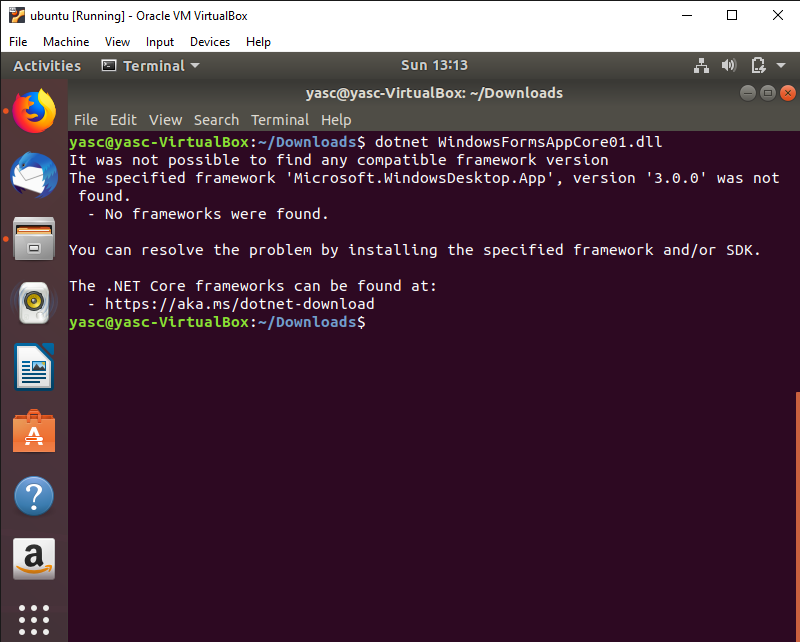 ubuntu [Running] - Oracle VM VirtualBox
File Machine View Input Devices Help
Activities Terminal Sun 13:13
yasc@yasc-VirtualBox: ~/Downloads
File Edit View Search Terminal Help
yasc@yasc-VirtualBox:~/Downloads$ dotnet WindowsFormsAppCore01.dll
It was not possible to find any compatible framework version
The specified framework 'Microsoft.WindowsDesktop.App', version '3.0.0' was not
 found.
  - No frameworks were found.
You can resolve the problem by installing the specified framework and/or SDK.
The .NET Core frameworks can be found at:
  - https://aka.ms/dotnet-download
yasc@yasc-VirtualBox:~/Downloads$
A
?
a